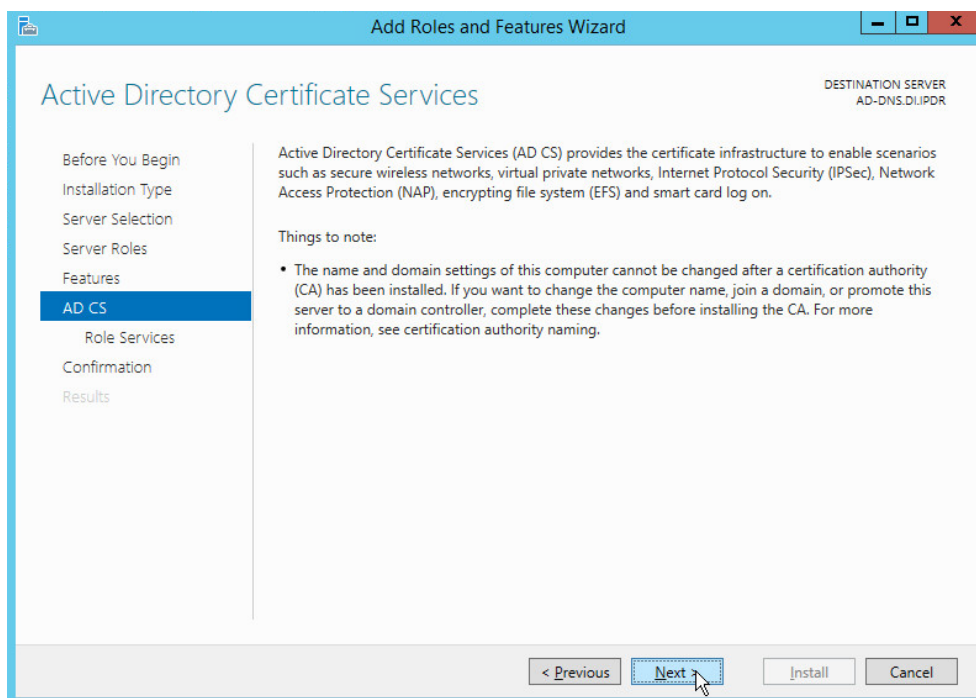 Add Roles and Features Wizard
Active Directory Certificate Services
DESTINATION SERVER
AD-DNS.DI.IPDR
Before You Begin
Installation Type
Server Selection
Server Roles
Features
AD CS
Role Services
Confirmation
Results
Active Directory Certificate Services (AD CS) provides the certificate infrastructure to enable scenarios
such as secure wireless networks, virtual private networks, Internet Protocol Security (IPSec), Network
Access Protection (NAP), encrypting file system (EFS) and smart card log on.
Things to note:
• The name and domain settings of this computer cannot be changed after a certification authority
(CA) has been installed. If you want to change the computer name, join a domain, or promote this
server to a domain controller, complete these changes before installing the CA. For more
information, see certification authority naming.
< Previous
Next >
Install
Cancel